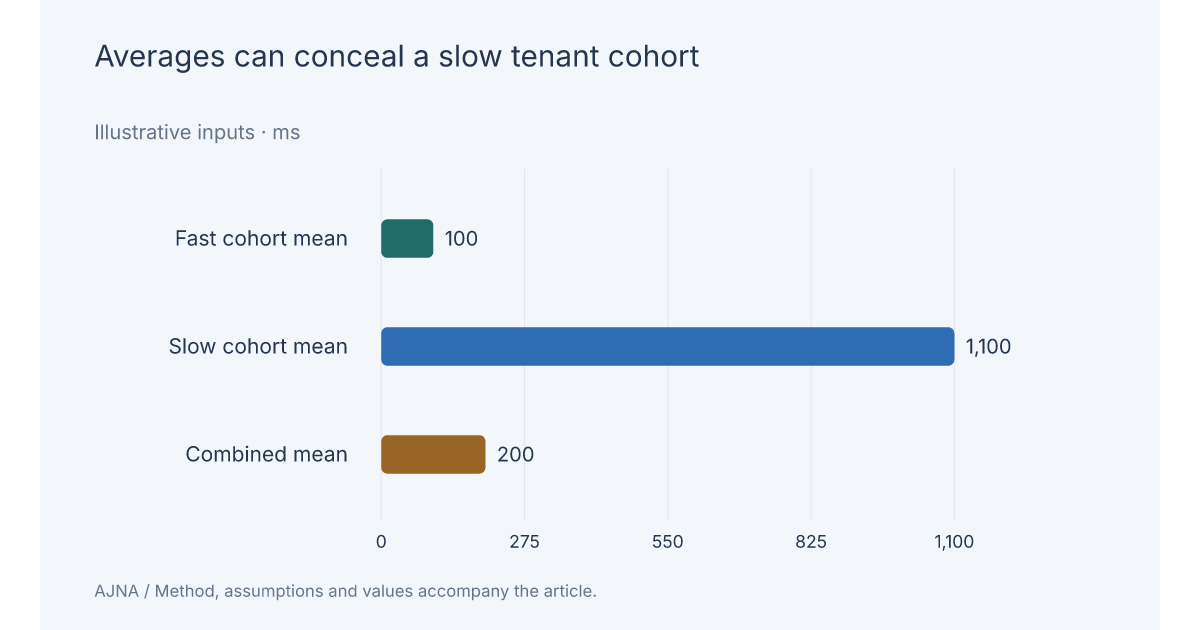 Averages can conceal a slow tenant cohort
Illustrative inputs · ms
Fast cohort mean 100
Slow cohort mean 1,100
Combined mean 200
0 275 550 825 1,100
AJNA / Method, assumptions and values accompany the article.